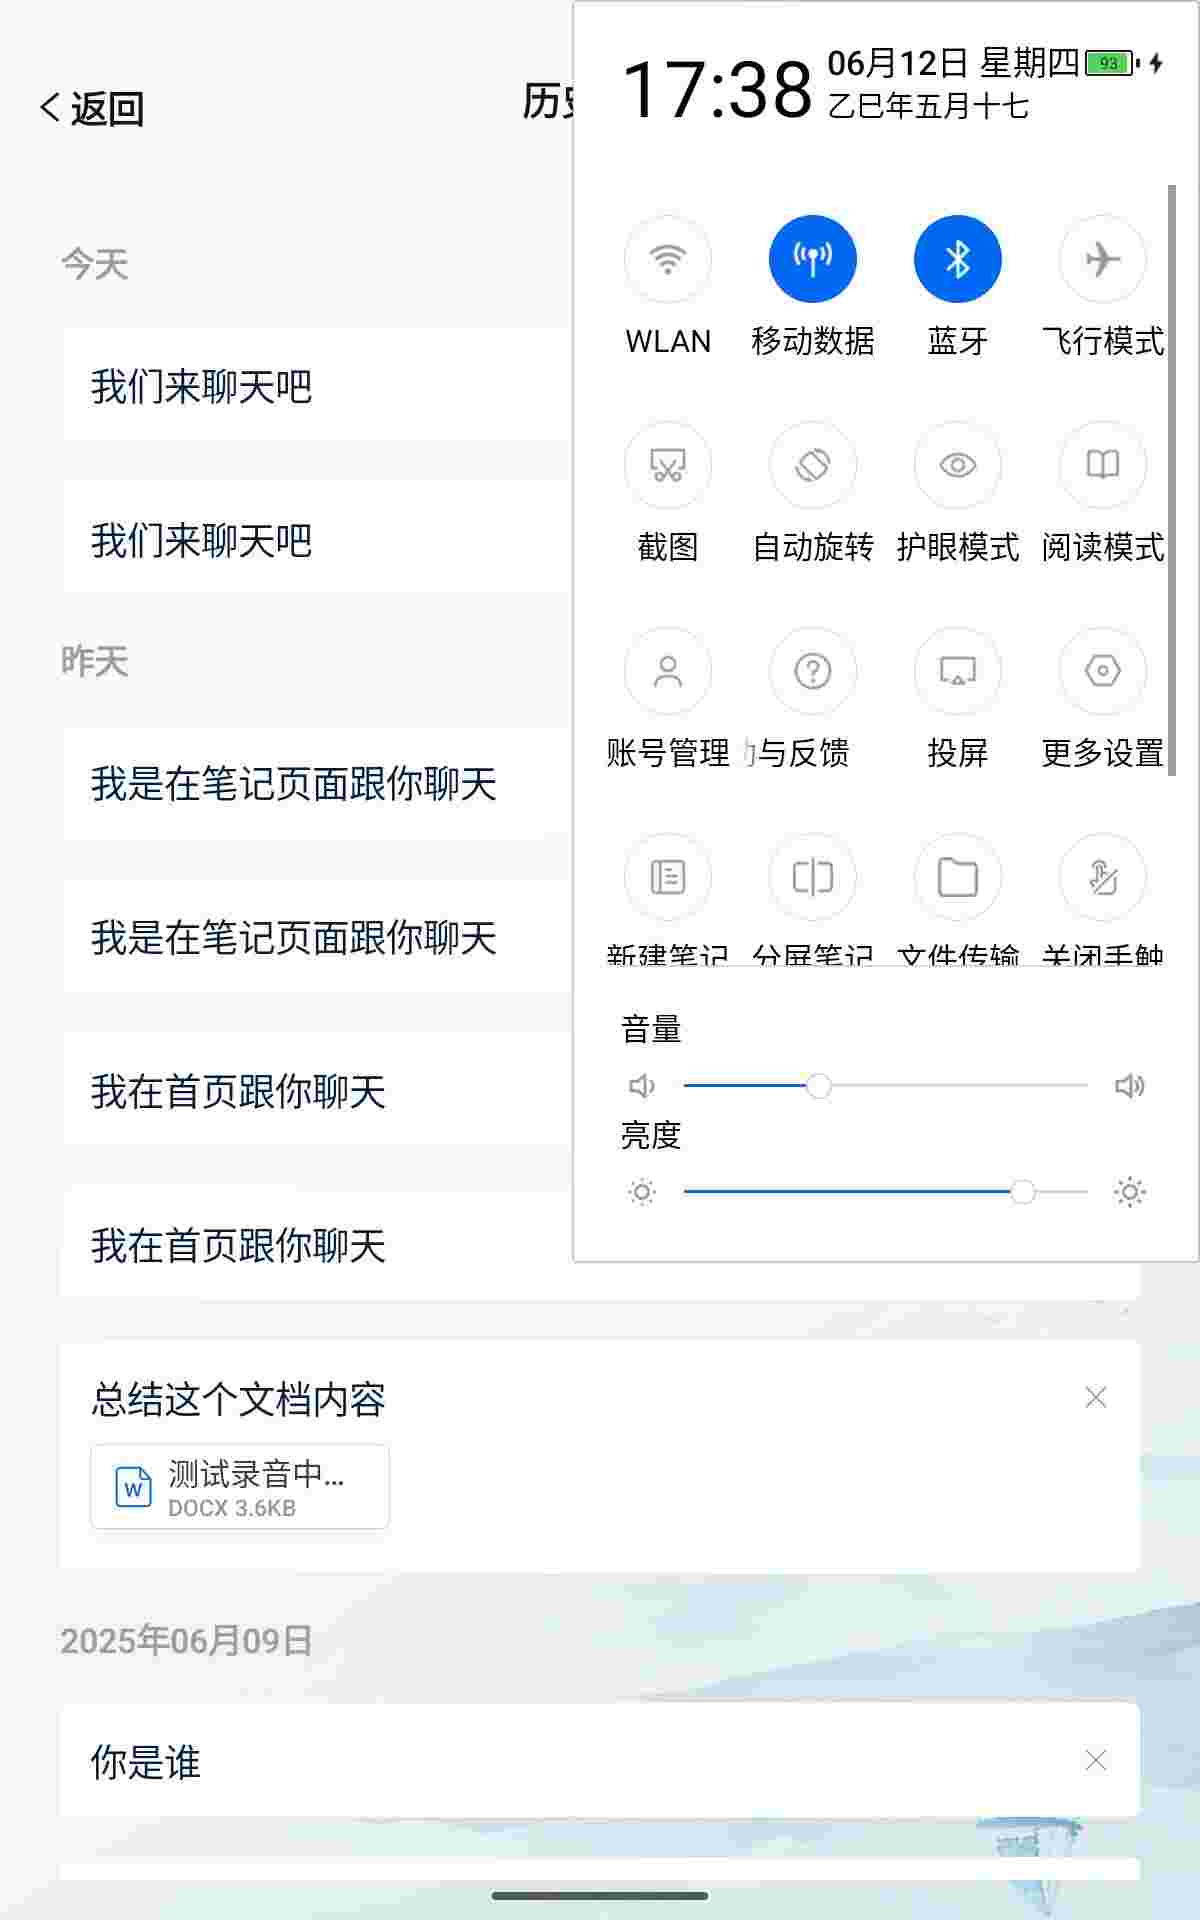 返回
历史
今天
我们来聊天吧
我们来聊天吧
昨天
我是在笔记页面跟你聊天
我是在笔记页面跟你聊天
我在首页跟你聊天
我在首页跟你聊天
总结这个文档内容
测试录音中...
DOCX 3.6KB
W
2025年06月09日
你是谁
17:38
06月12日 星期四
93
乙巳年五月十七
WLAN
移动数据
蓝牙
飞行模式
截图
自动旋转
护眼模式
阅读模式
账号管理
与反馈
投屏
更多设置
新建笔记
分屏笔记
文件传输
关闭手触
音量
亮度